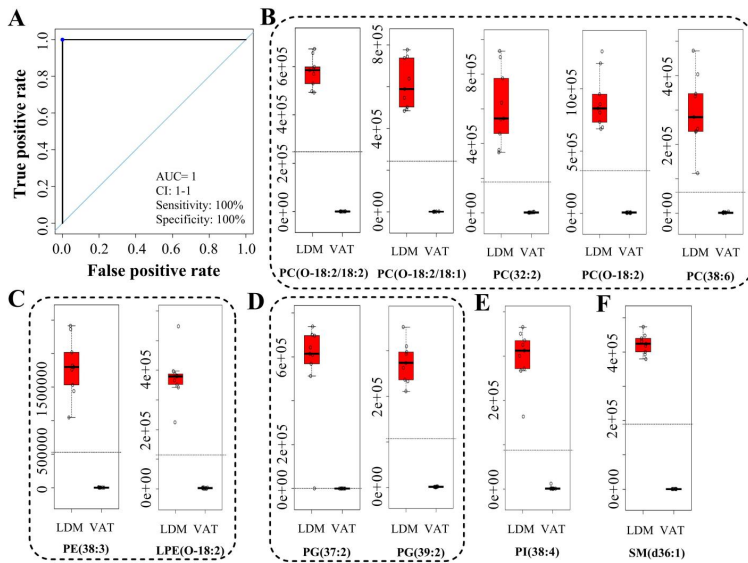 A
True positive rate
0.0 0.2 0.4 0.6 0.8 1.0
AUC= 1
CI: 1-1
Sensitivity: 100%
Specificity: 100%
0.0 0.2 0.4 0.6 0.8 1.0
False positive rate
B
0e+00 2e+05 4e+05 6e+05
LDM VAT
PC(O-18:2/18:2)
0e+00 4e+05 8e+05
LDM VAT
PC(O-18:2/18:1)
0e+00 4e+05 8e+05
LDM VAT
PC(32:2)
0e+00 5e+05 10e+05
LDM VAT
PC(O-18:2)
0e+00 2e+05 4e+05
LDM VAT
PC(38:6)
C
0 500000 1500000
LDM VAT
PE(38:3)
0e+00 2e+05 4e+05
LDM VAT
LPE(O-18:2)
D
0e+00 2e+05 6e+05
LDM VAT
PG(37:2)
0e+00 2e+05
LDM VAT
PG(39:2)
E
0e+00 2e+05
LDM VAT
PI(38:4)
F
0e+00 2e+05 4e+05
LDM VAT
SM(d36:1)